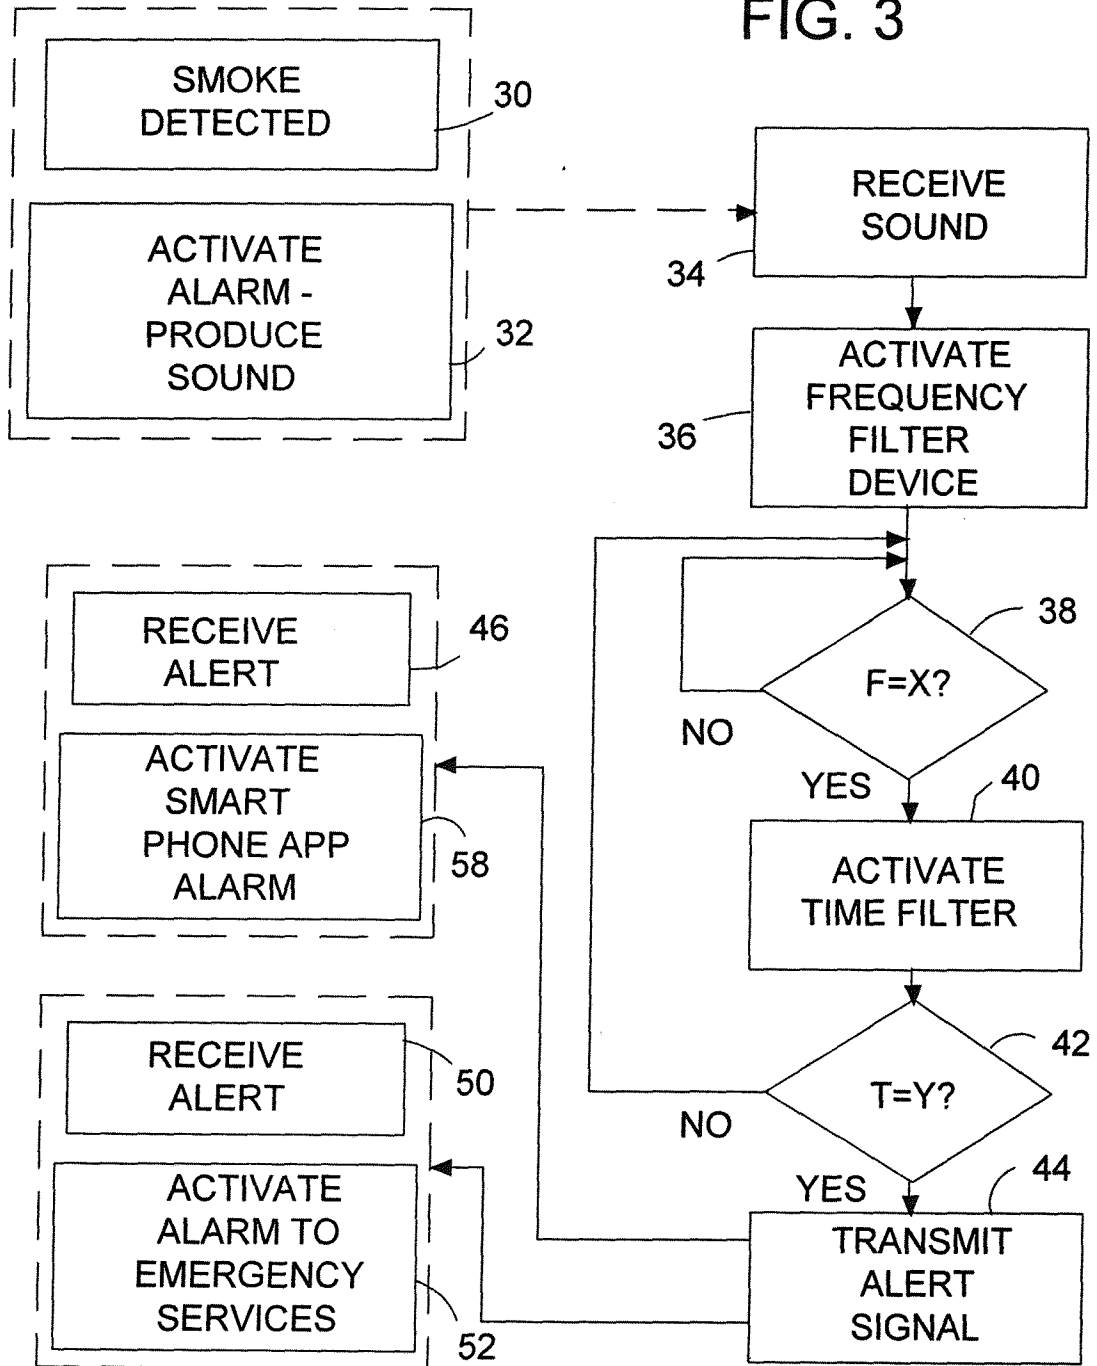 FIG. 3
SMOKE
DETECTED
30
ACTIVATE
ALARM -
PRODUCE
SOUND
32
RECEIVE
SOUND
34
ACTIVATE
FREQUENCY
FILTER
DEVICE
36
F=X?
38
NO
YES
ACTIVATE
TIME FILTER
40
T=Y?
42
NO
YES
TRANSMIT
ALERT
SIGNAL
44
RECEIVE
ALERT
46
ACTIVATE
SMART
PHONE APP
ALARM
58
RECEIVE
ALERT
50
ACTIVATE
ALARM TO
EMERGENCY
SERVICES
52